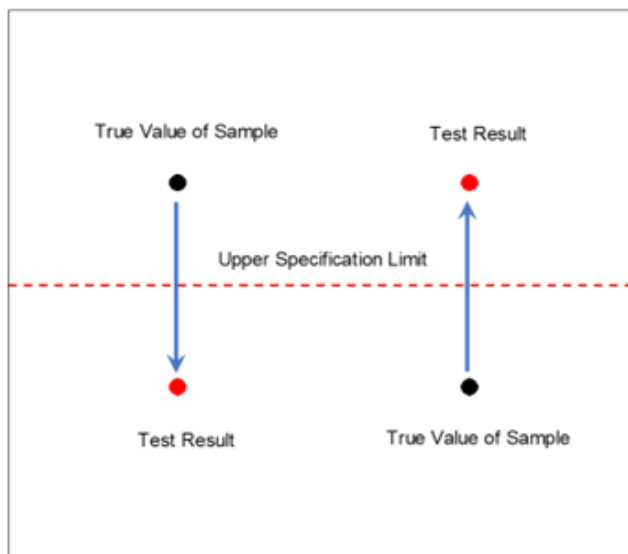 True Value of Sample
Test Result
Upper Specification Limit
Test Result
True Value of Sample